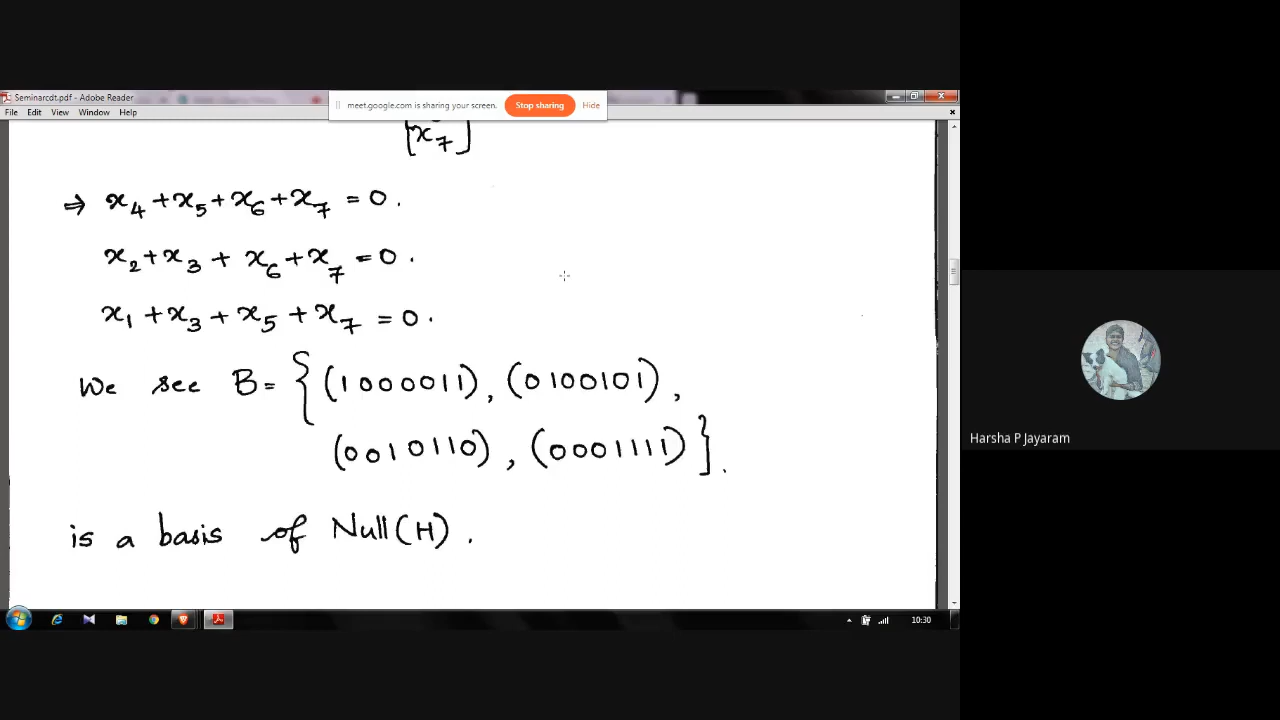 Seminarcdt.pdf - Adobe Reader
File Edit View Window Help
meet.google.com is sharing your screen. Stop sharing Hide
[x₇]
⇒ x₄ + x₅ + x₆ + x₇ = 0.
x₂ + x₃ + x₆ + x₇ = 0.
x₁ + x₃ + x₅ + x₇ = 0.
We see B = { (1000011), (0100101),
(0010110), (0001111) }.
is a basis of Null(H).
Harsha P Jayaram
10:30